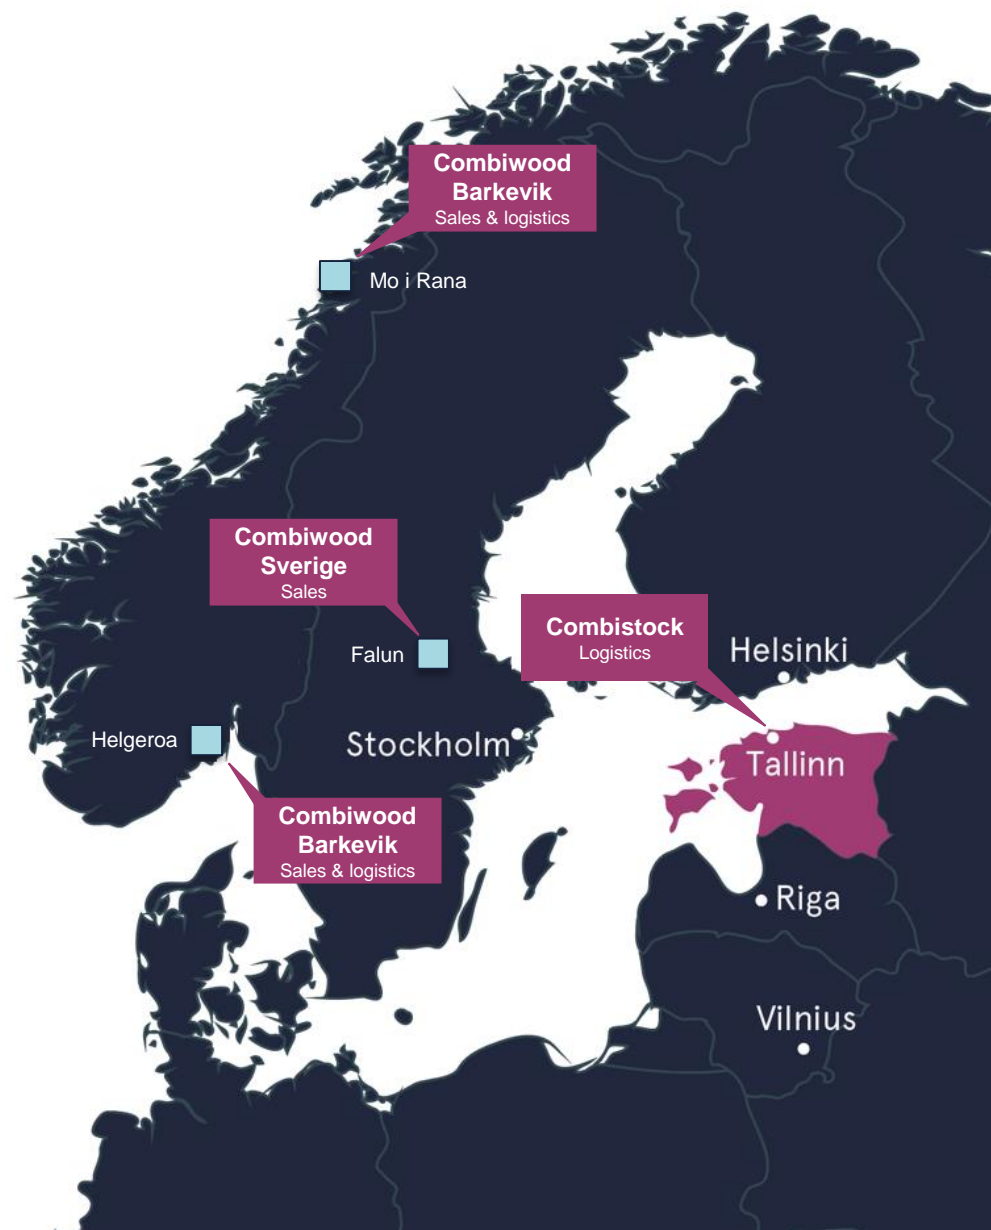 Combiwood
Barkevik
Sales & logistics
Mo i Rana
Combiwood
Sverige
Sales
Combistock
Logistics
Helsinki
Falun
Helgeroa
Stockholm
Tallinn
Combiwood
Barkevik
Sales & logistics
Riga
Vilnius